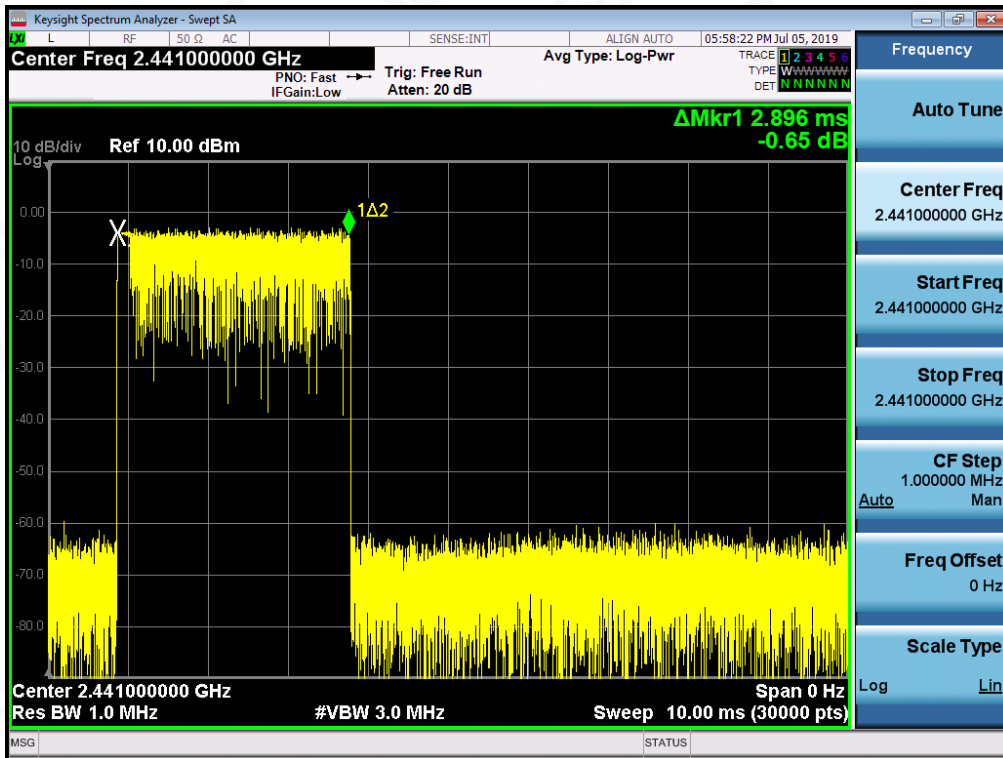 Keysight Spectrum Analyzer - Swept SA
LXI L RF 50 Ω AC SENSE:INT ALIGN AUTO 05:58:22 PM Jul 05, 2019
Center Freq 2.441000000 GHz
PNO: Fast
IFGain:Low
Trig: Free Run
Atten: 20 dB
Avg Type: Log-Pwr
TRACE 1 2 3 4 5 6
TYPE WWWWWW
DET N N N N N N
ΔMkr1 2.896 ms
-0.65 dB
10 dB/div Ref 10.00 dBm
Log
0.00
-10.0
-20.0
-30.0
-40.0
-50.0
-60.0
-70.0
-80.0
X
1Δ2
Center 2.441000000 GHz Span 0 Hz
Res BW 1.0 MHz #VBW 3.0 MHz Sweep 10.00 ms (30000 pts)
MSG STATUS
Frequency
Auto Tune
Center Freq
2.441000000 GHz
Start Freq
2.441000000 GHz
Stop Freq
2.441000000 GHz
CF Step
1.000000 MHz
Auto Man
Freq Offset
0 Hz
Scale Type
Log Lin